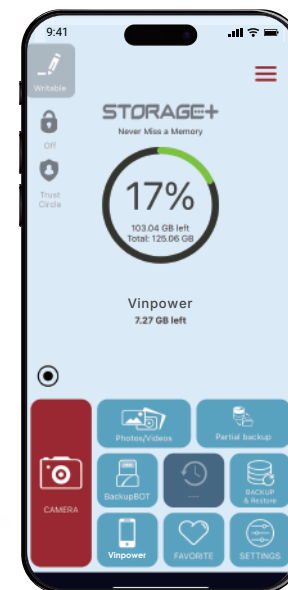 9:41
Writable
Off
Trust
Circle
STORAGE+
Never Miss a Memory
17%
103.04 GB left
Total: 125.06 GB
Vinpower
7.27 GB left
CAMERA
Photos/Videos
Partial backup
BackupBOT
----
BACKUP
& Restore
Vinpower
FAVORITE
SETTINGS